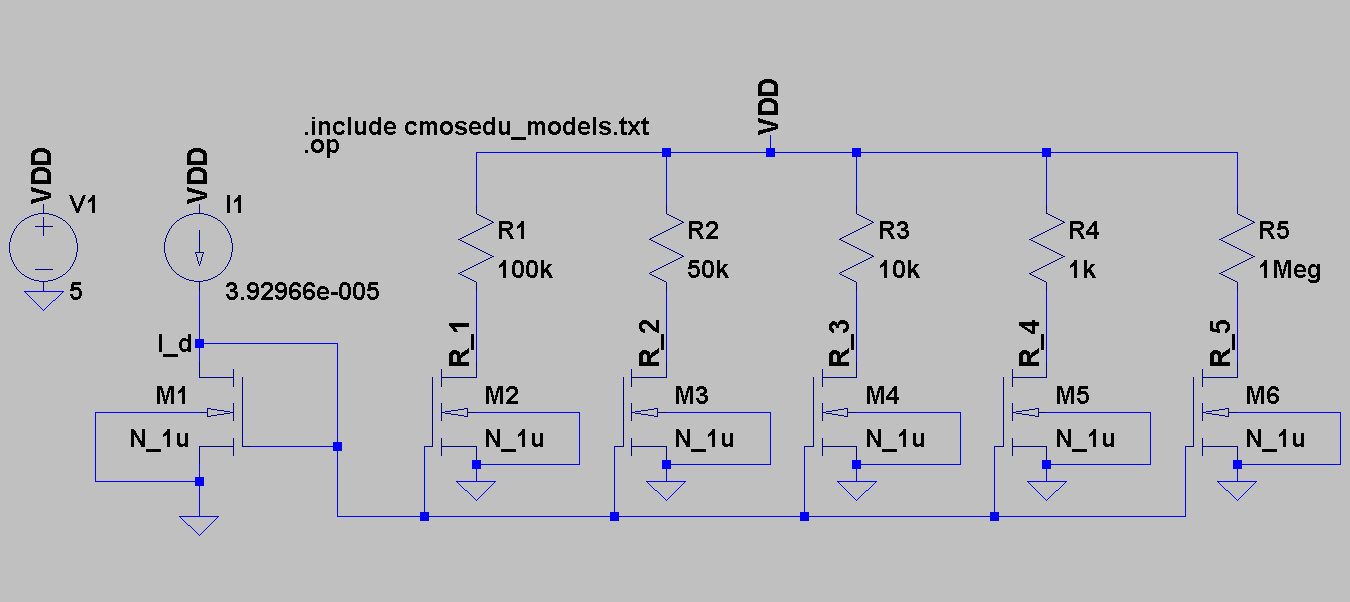 VDD
.include cmosedu_models.txt
.op
VDD
V1
5
VDD
I1
3.92966e-005
R1
100k
R2
50k
R3
10k
R4
1k
R5
1Meg
I_d
R_1
R_2
R_3
R_4
R_5
M1
N_1u
M2
N_1u
M3
N_1u
M4
N_1u
M5
N_1u
M6
N_1u